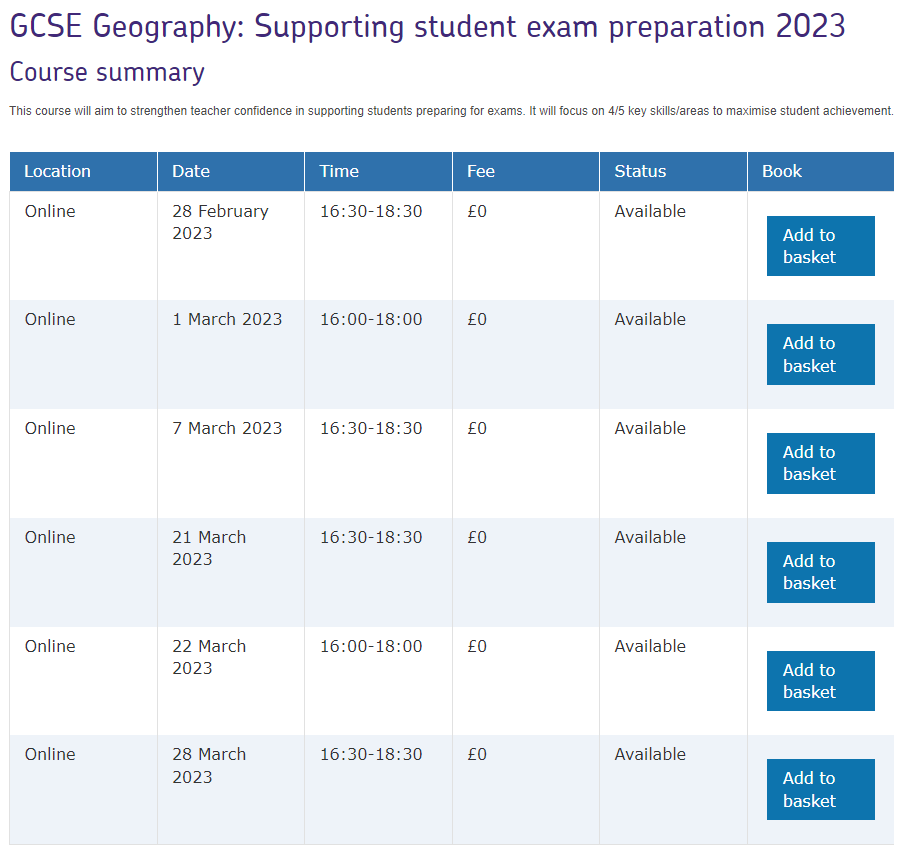 GCSE Geography: Supporting student exam preparation 2023
Course summary
This course will aim to strengthen teacher confidence in supporting students preparing for exams. It will focus on 4/5 key skills/areas to maximise student achievement.
Location Date Time Fee Status Book
Online 28 February 16:30-18:30 £0 Available
2023
Add to
basket
Online 1 March 2023 16:00-18:00 £0 Available
Add to
basket
Online 7 March 2023 16:30-18:30 £0 Available
Add to
basket
Online 21 March 16:30-18:30 £0 Available
2023
Add to
basket
Online 22 March 16:00-18:00 £0 Available
2023
Add to
basket
Online 28 March 16:30-18:30 £0 Available
2023
Add to
basket